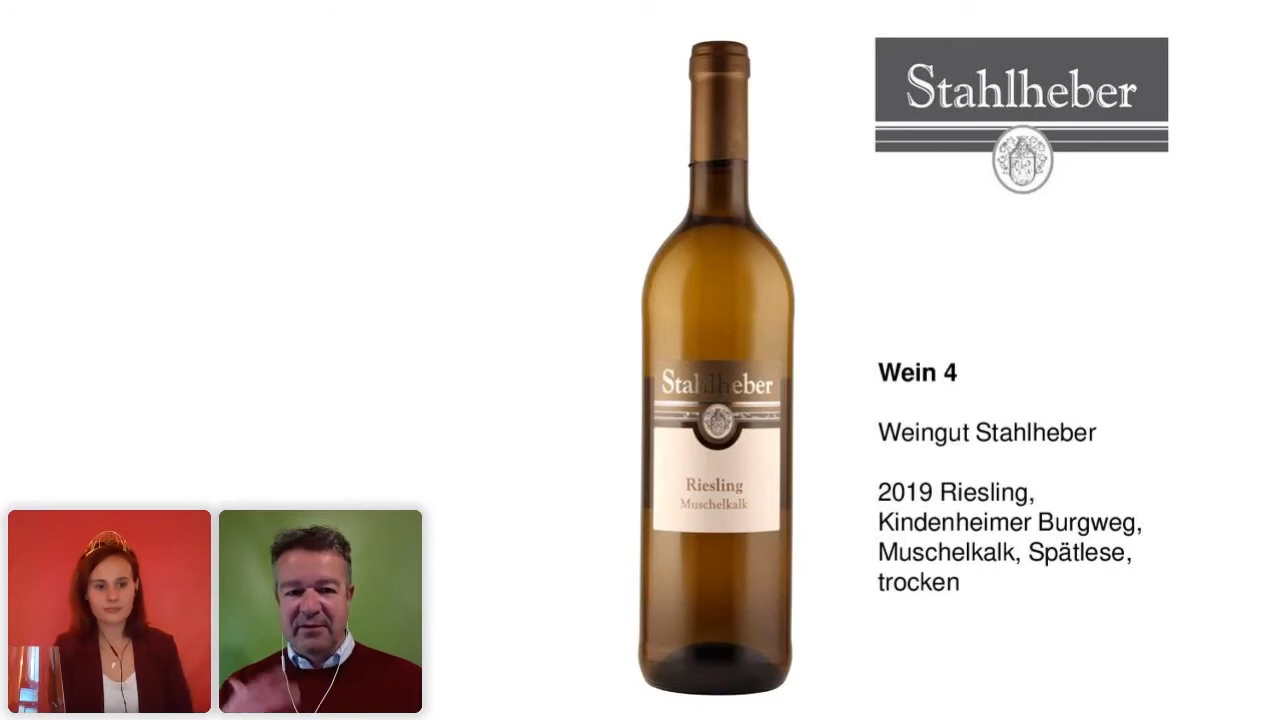 Stahlheber
Stahlheber
Riesling
Muschelkalk
Wein 4
Weingut Stahlheber
2019 Riesling,
Kindenheimer Burgweg,
Muschelkalk, Spätlese,
trocken